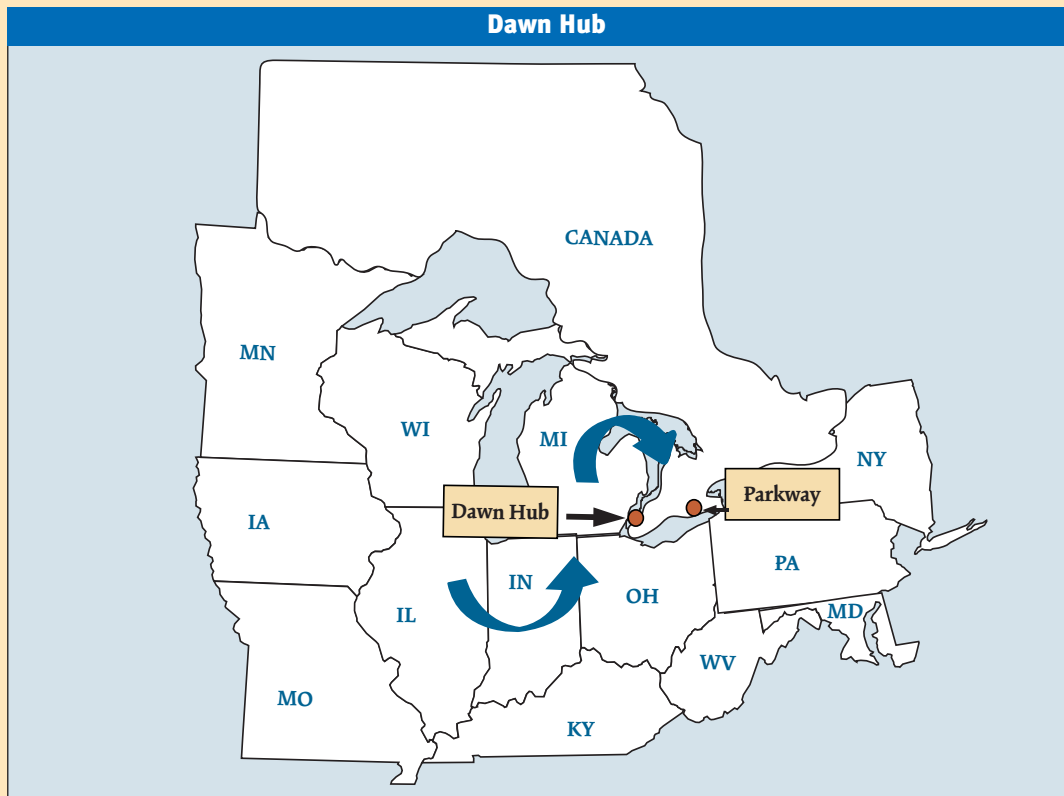 Dawn Hub
CANADA
MN
WI
MI
NY
Dawn Hub
Parkway
IA
PA
IN
OH
IL
MD
WV
MO
KY